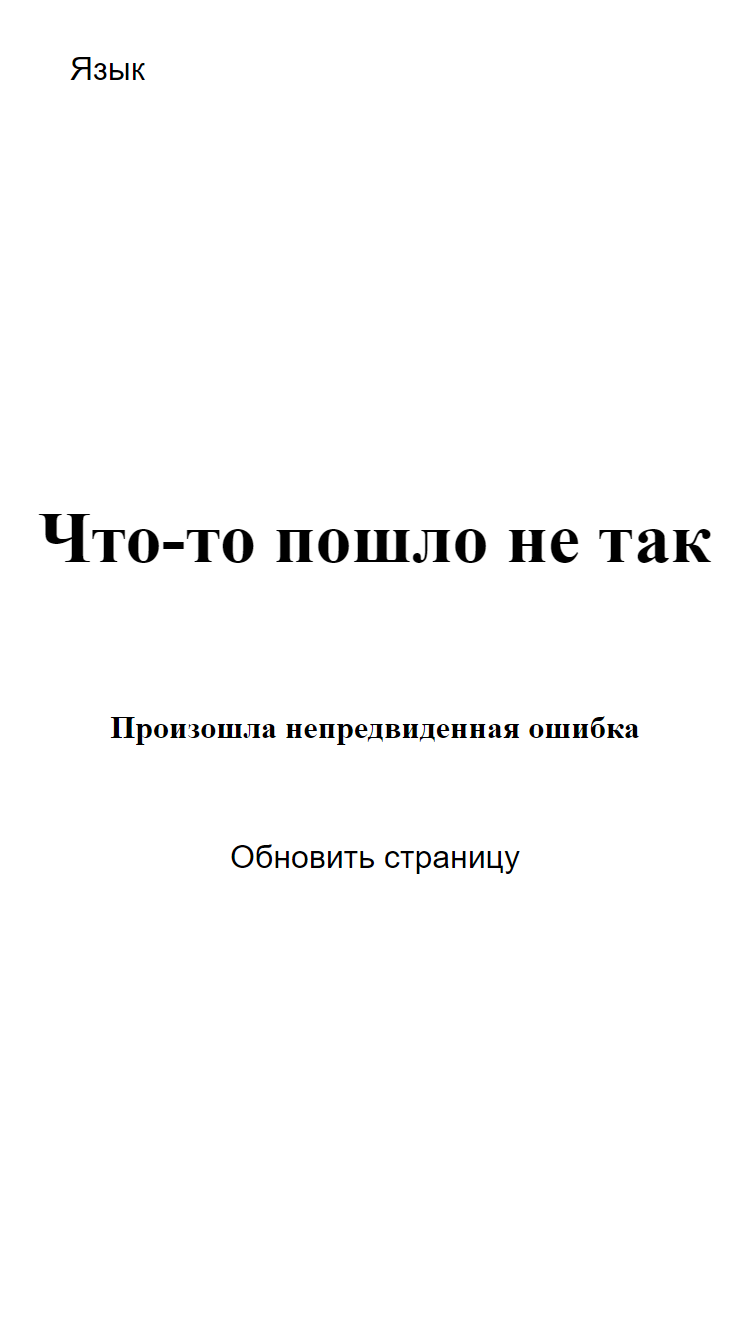 Язык
Что-то пошло не так
Произошла непредвиденная ошибка
Обновить страницу